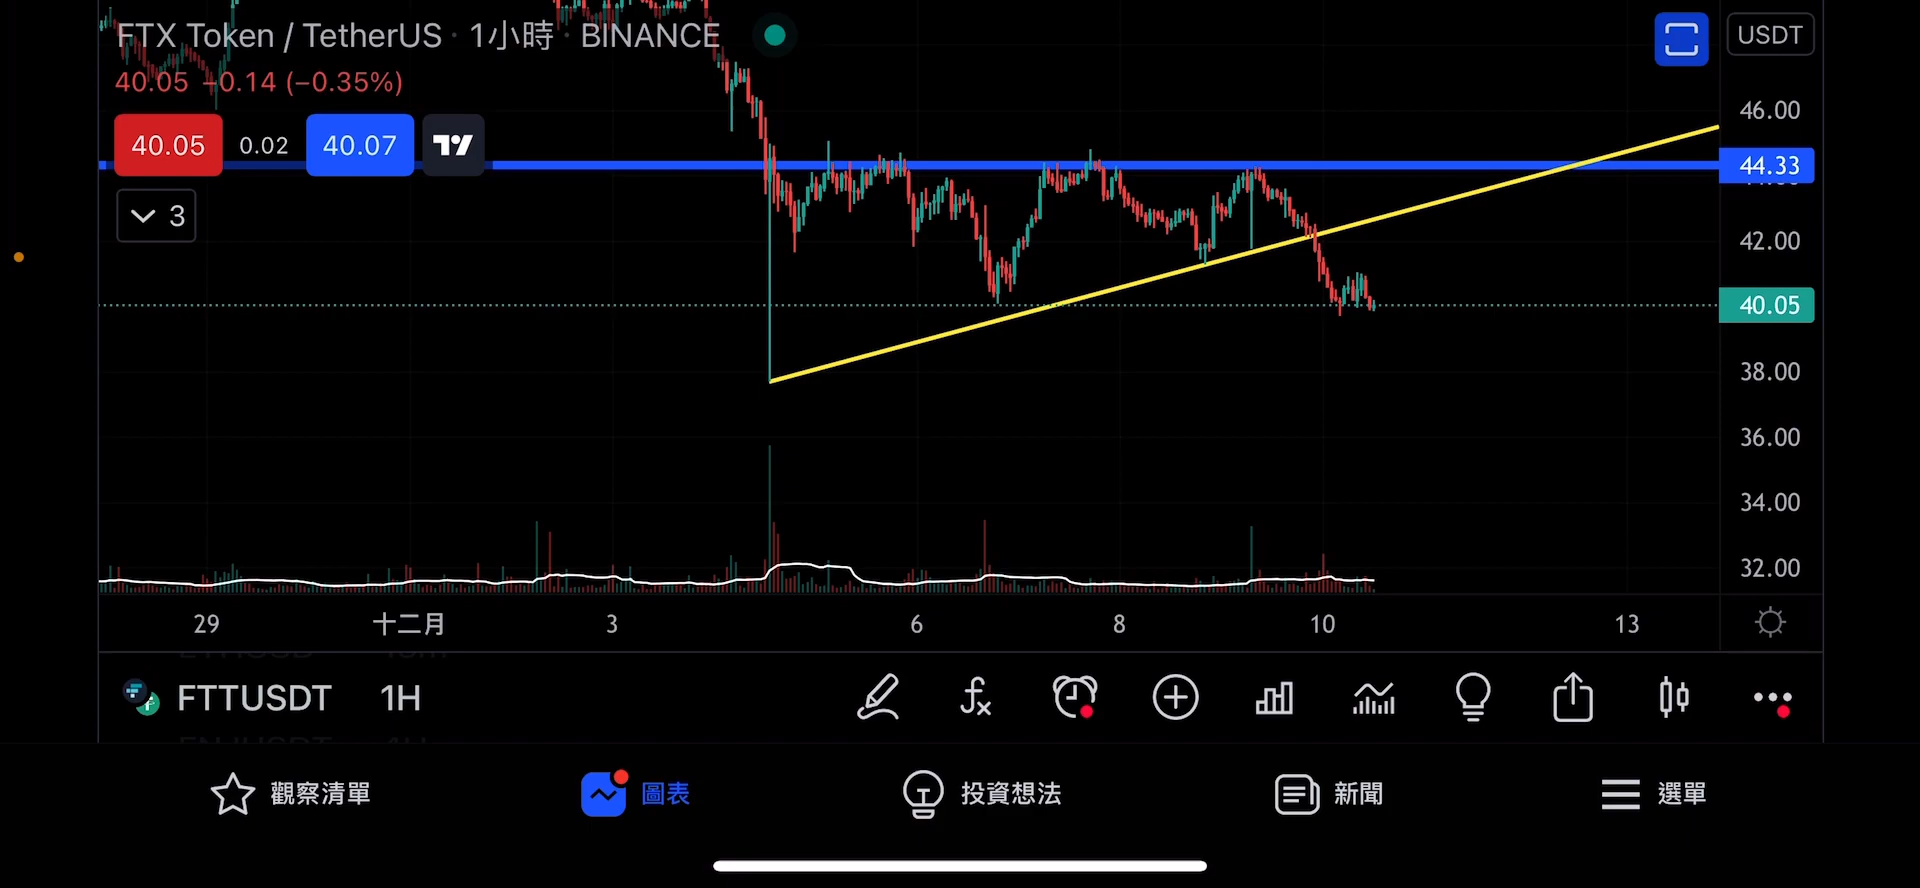 FTX Token / TetherUS · 1小時 · BINANCE
USDT
40.05 −0.14 (−0.35%)
40.05 0.02 40.07
3
46.00
44.33
42.00
40.05
38.00
36.00
34.00
32.00
29 十二月 3 6 8 10 13
FTTUSDT 1H
觀察清單 圖表 投資想法 新聞 選單